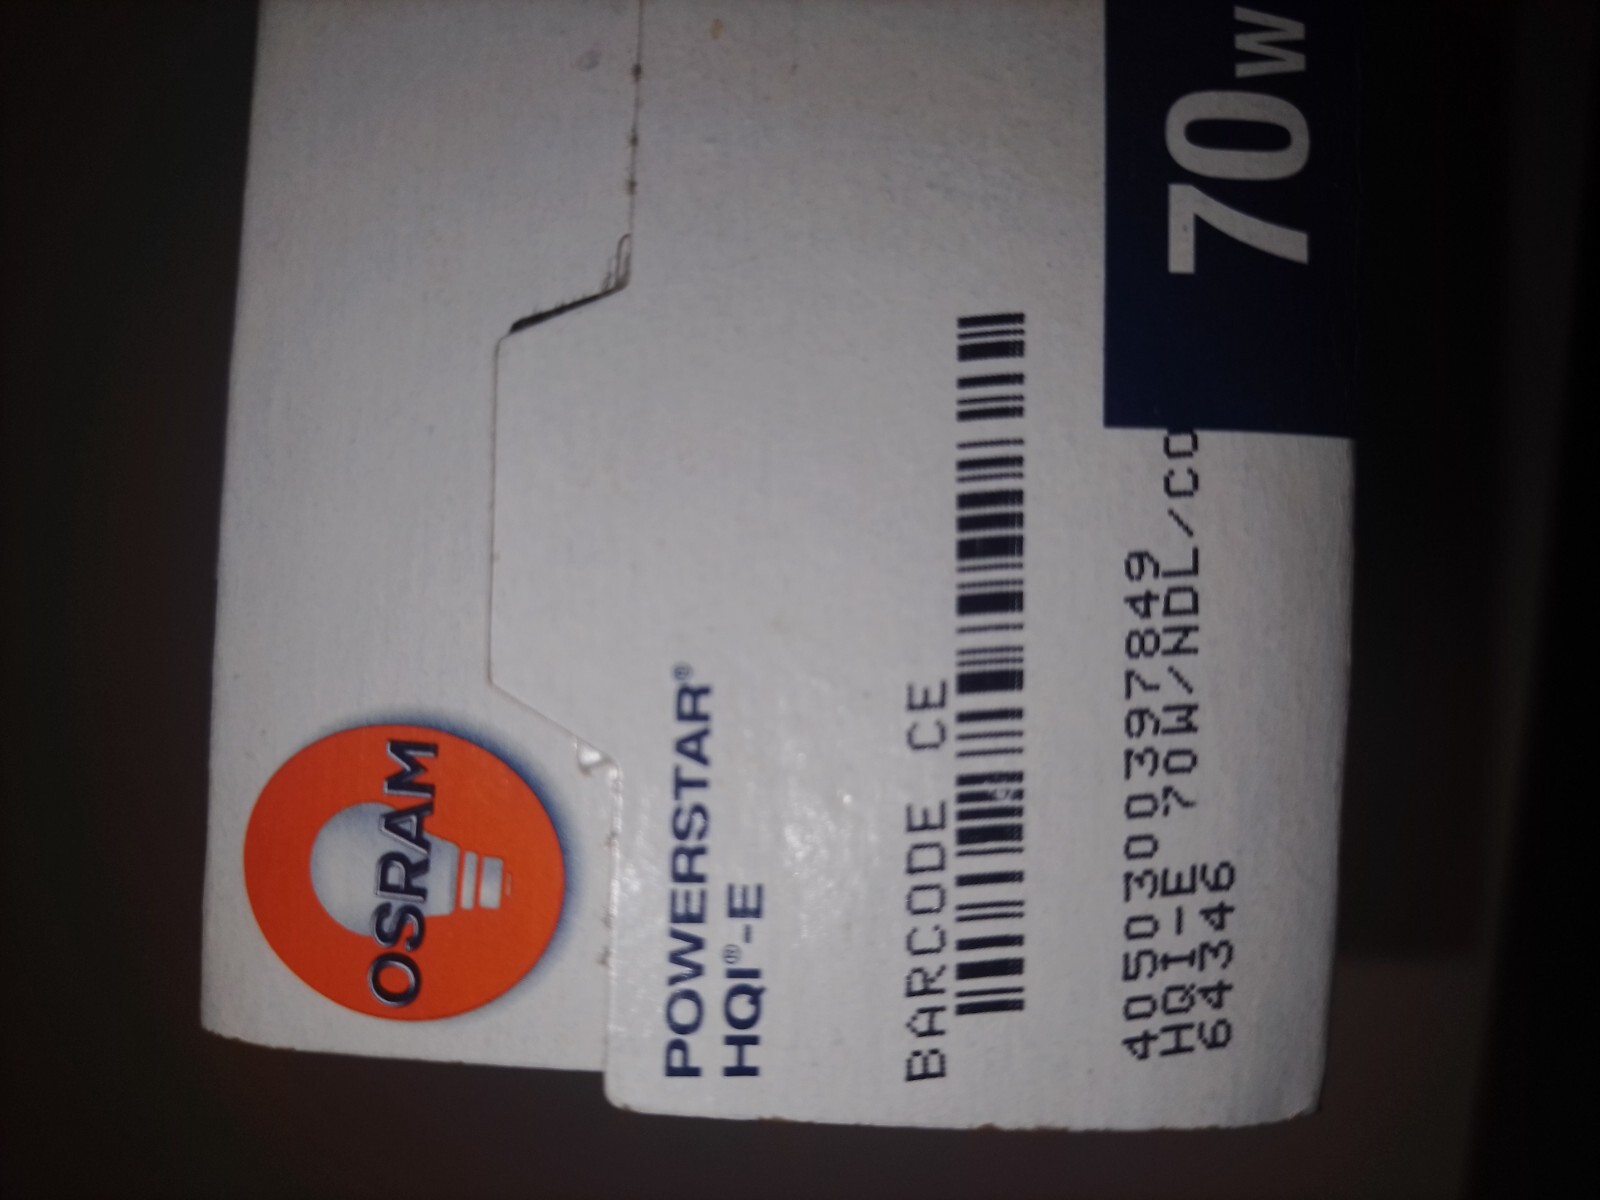 OSRAM
POWERSTAR®
HQI®-E
BARCODE CE
4050300397849
HQI-E 70W/NDL/CO
64346
70W